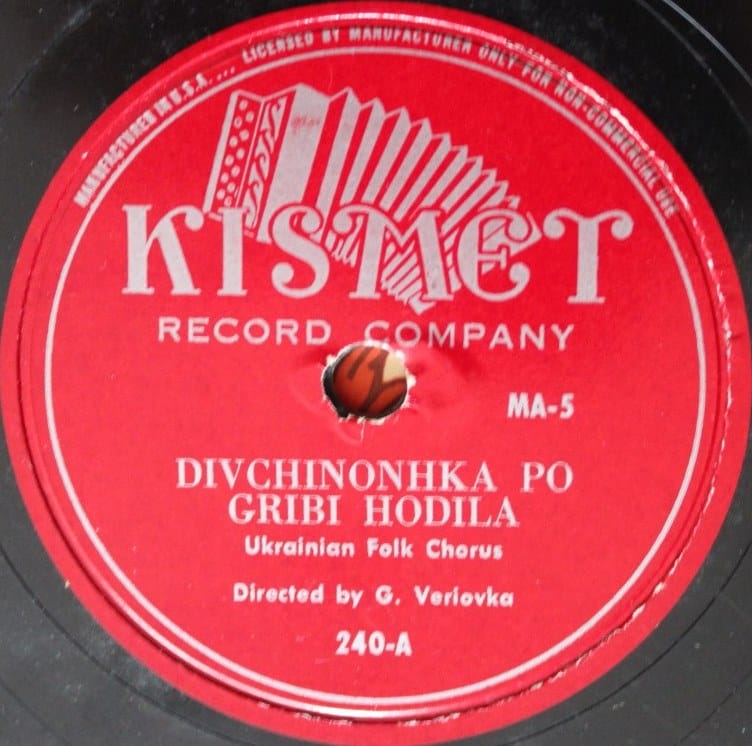 MANUFACTURED IN U.S.A. ... LICENSED BY MANUFACTURER ONLY FOR NON-COMMERCIAL USE
KISMET
RECORD COMPANY
MA-5
DIVCHINONHKA PO
GRIBI HODILA
Ukrainian Folk Chorus
Directed by G. Veriovka
240-A